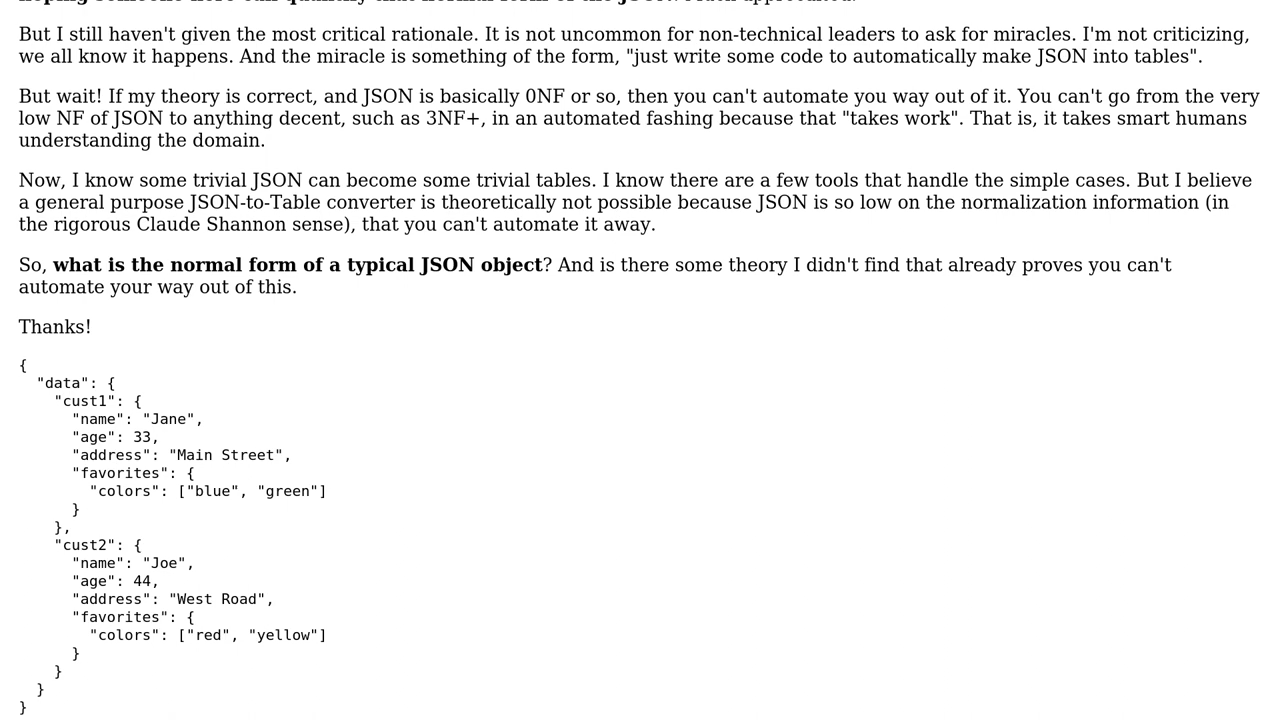 But I still haven't given the most critical rationale. It is not uncommon for non-technical leaders to ask for miracles. I'm not criticizing,
we all know it happens. And the miracle is something of the form, "just write some code to automatically make JSON into tables".
But wait! If my theory is correct, and JSON is basically 0NF or so, then you can't automate you way out of it. You can't go from the very
low NF of JSON to anything decent, such as 3NF+, in an automated fashing because that "takes work". That is, it takes smart humans
understanding the domain.
Now, I know some trivial JSON can become some trivial tables. I know there are a few tools that handle the simple cases. But I believe
a general purpose JSON-to-Table converter is theoretically not possible because JSON is so low on the normalization information (in
the rigorous Claude Shannon sense), that you can't automate it away.
So, what is the normal form of a typical JSON object? And is there some theory I didn't find that already proves you can't
automate your way out of this.
Thanks!
{
  "data": {
    "cust1": {
      "name": "Jane",
      "age": 33,
      "address": "Main Street",
      "favorites": {
        "colors": ["blue", "green"]
      }
    },
    "cust2": {
      "name": "Joe",
      "age": 44,
      "address": "West Road",
      "favorites": {
        "colors": ["red", "yellow"]
      }
    }
  }
}